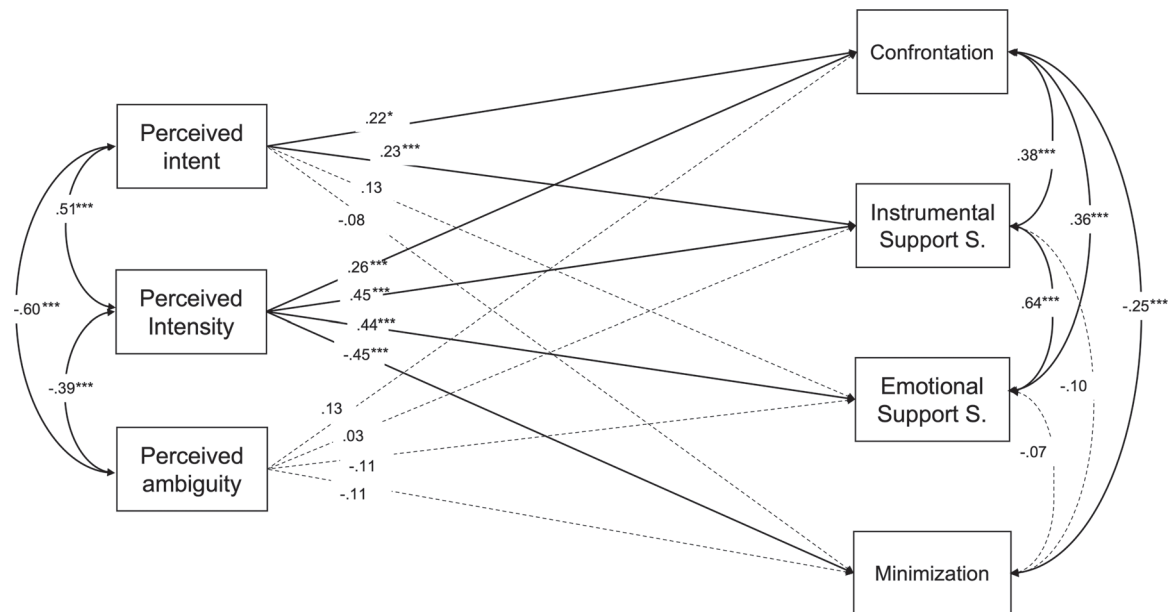 Confrontation
Perceived
intent
.22*
.23***
.38***
.13
.51***
-.08
Instrumental
Support S.
.36***
.26***
Perceived
Intensity
.45***
-.60***
.64***
-.25***
.44***
-.45***
-.39***
Emotional
Support S.
-.10
.13
.03
-.07
Perceived
ambiguity
-.11
-.11
Minimization